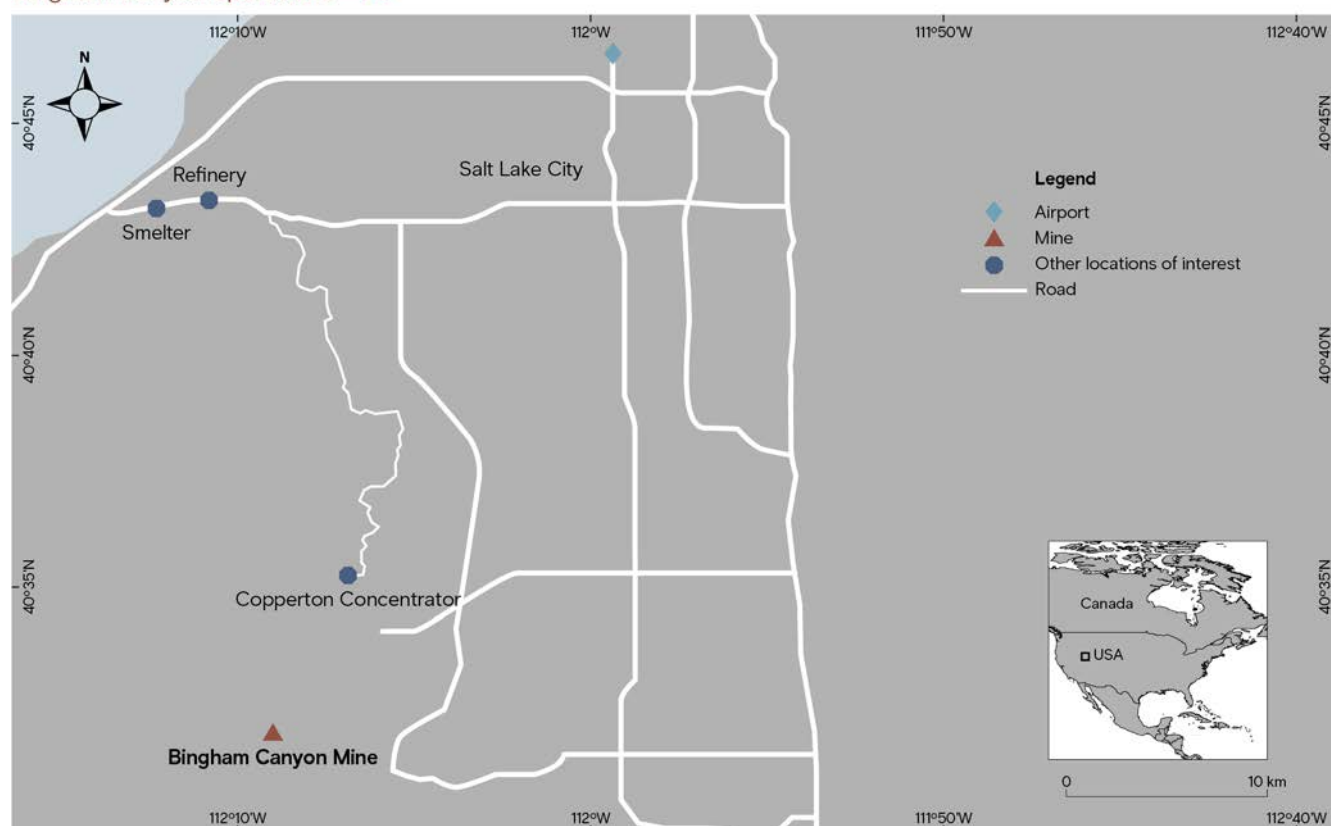 112°10'W 112°W 111°50'W 112°40'W
N
40°45'N 40°45'N
Refinery
Salt Lake City
Smelter
Legend
Airport
Mine
Other locations of interest
Road
40°40'N 40°40'N
40°35'N 40°35'N
Copperton Concentrator
Canada
USA
Bingham Canyon Mine
0 10 km
112°10'W 112°W 111°50'W 112°40'W